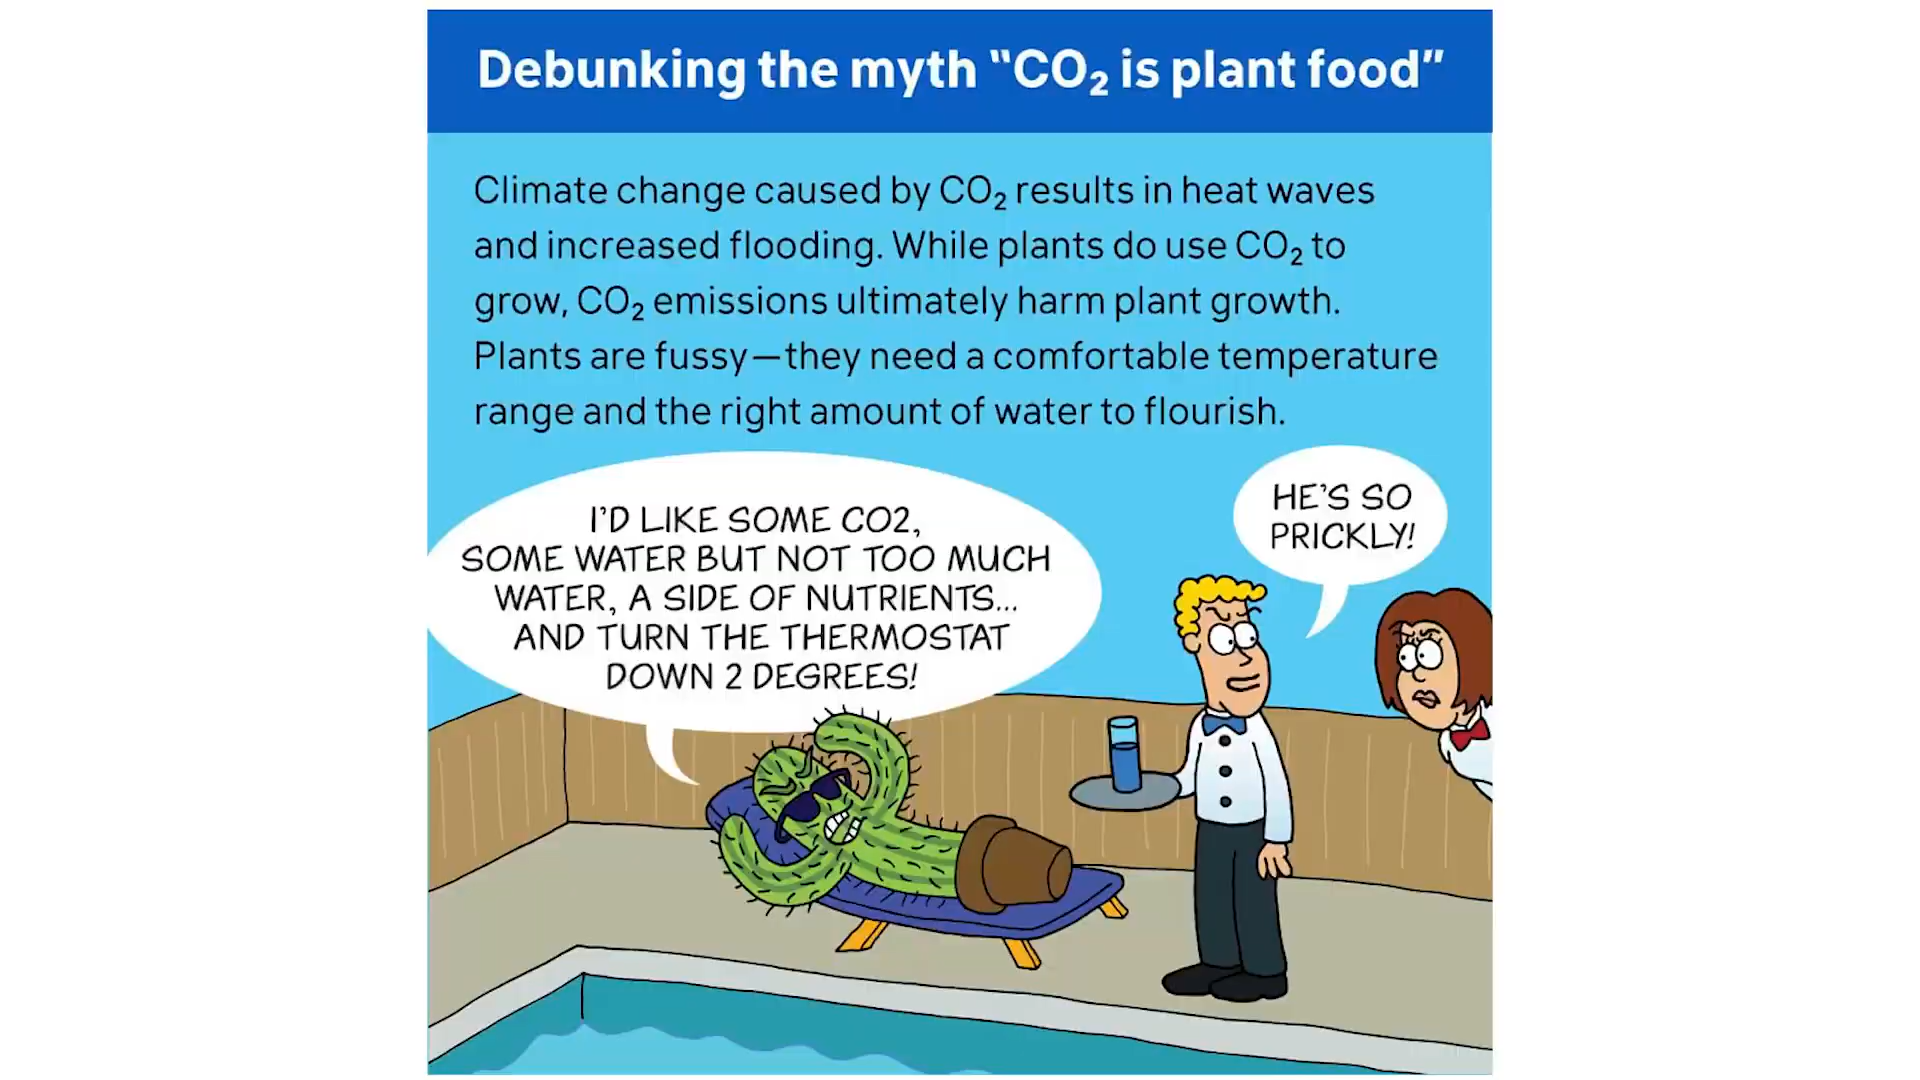 Debunking the myth “CO₂ is plant food”
Climate change caused by CO₂ results in heat waves
and increased flooding. While plants do use CO₂ to
grow, CO₂ emissions ultimately harm plant growth.
Plants are fussy—they need a comfortable temperature
range and the right amount of water to flourish.
I'D LIKE SOME CO2,
SOME WATER BUT NOT TOO MUCH
WATER, A SIDE OF NUTRIENTS...
AND TURN THE THERMOSTAT
DOWN 2 DEGREES!
HE'S SO
PRICKLY!